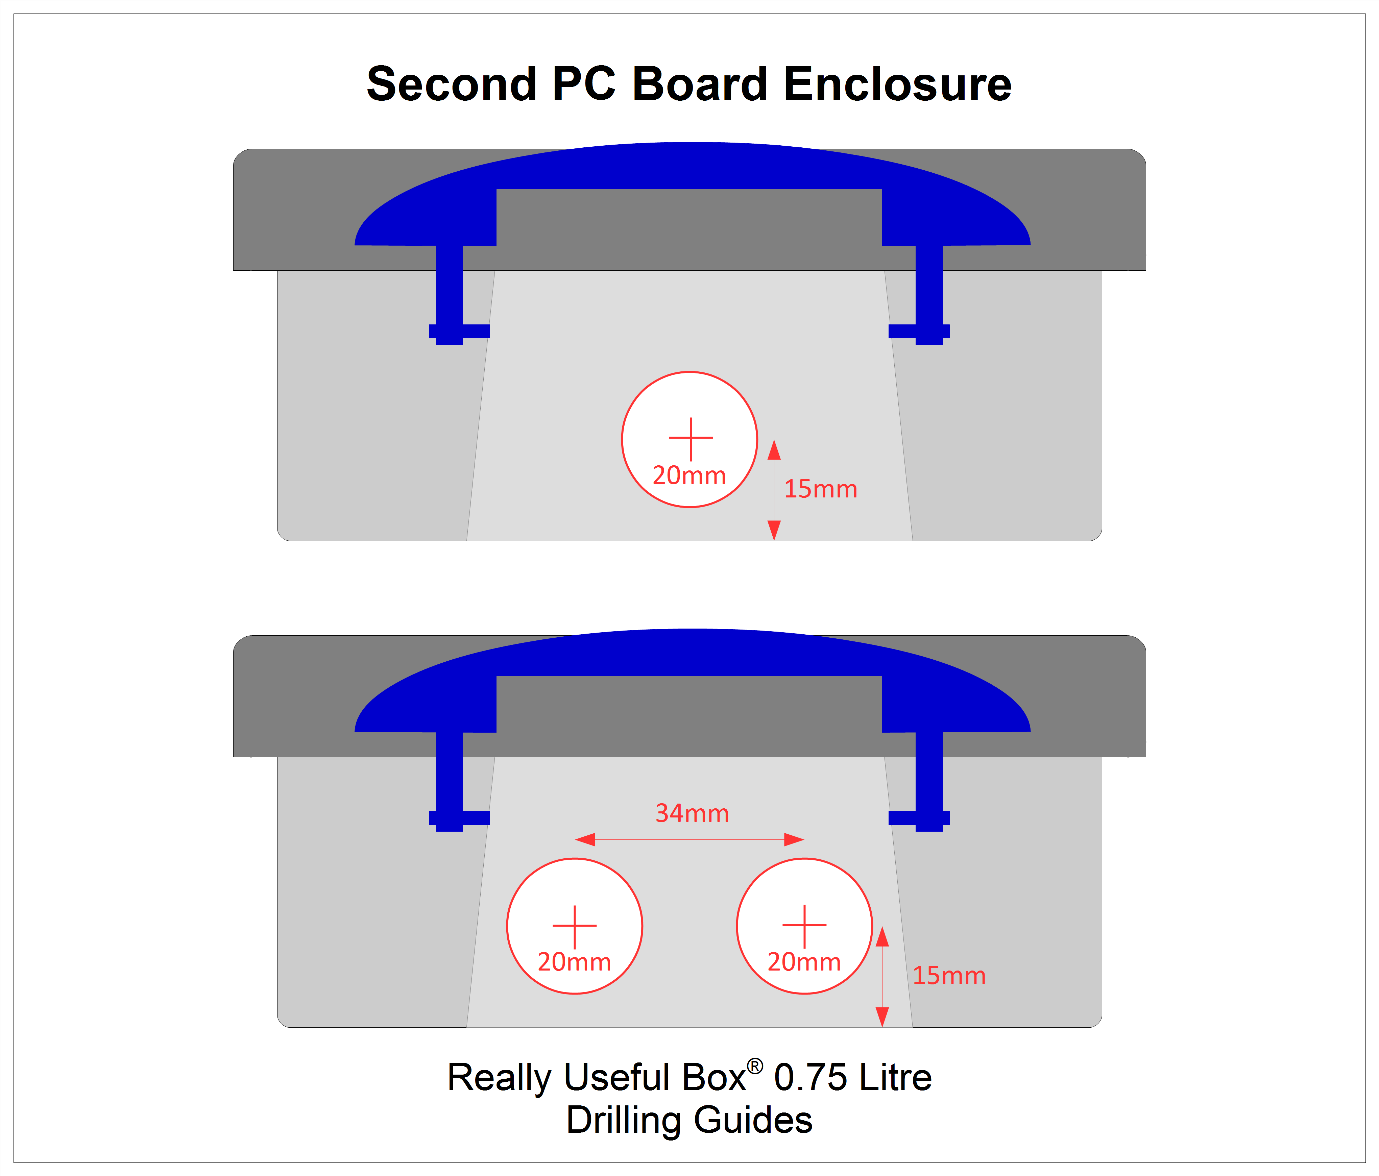 Second PC Board Enclosure
20mm
15mm
34mm
20mm
20mm
15mm
Really Useful Box® 0.75 Litre
Drilling Guides